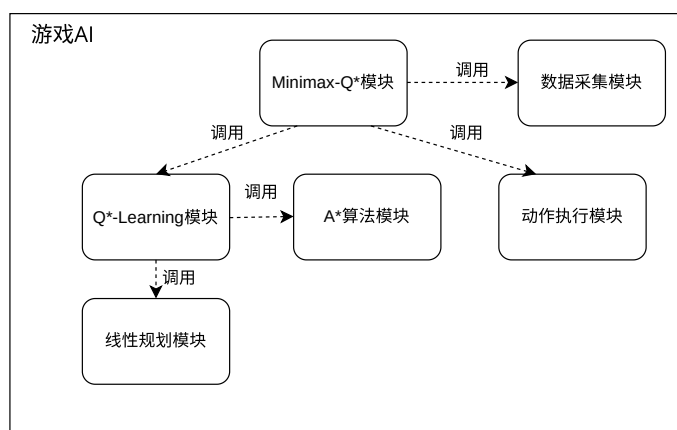 游戏AI
Minimax-Q*模块
调用
数据采集模块
调用
调用
Q*-Learning模块
调用
A*算法模块
动作执行模块
调用
线性规划模块